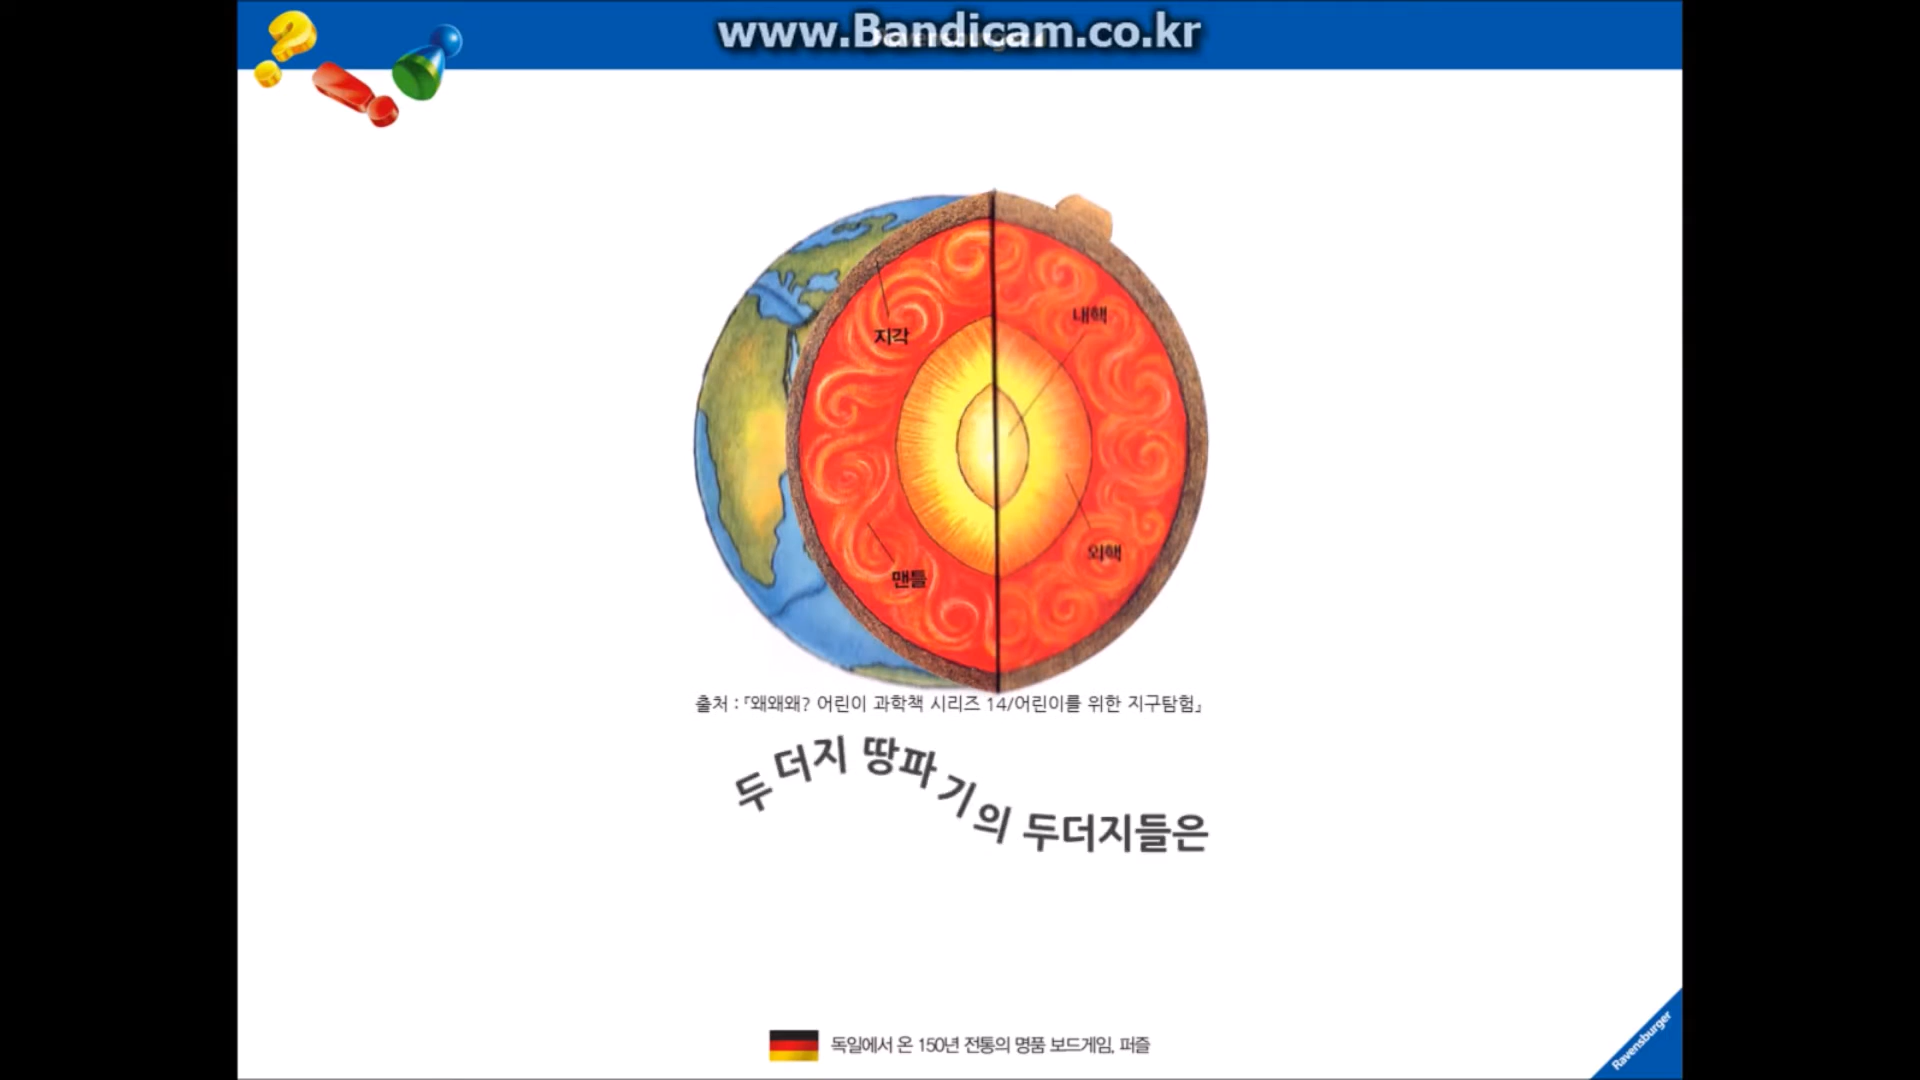 www.Bandicam.co.kr
지각
내핵
외핵
맨틀
출처 : 『왜왜왜? 어린이 과학책 시리즈 14/어린이를 위한 지구탐험』
두더지 땅파기의 두더지들은
독일에서 온 150년 전통의 명품 보드게임, 퍼즐
Ravensburger